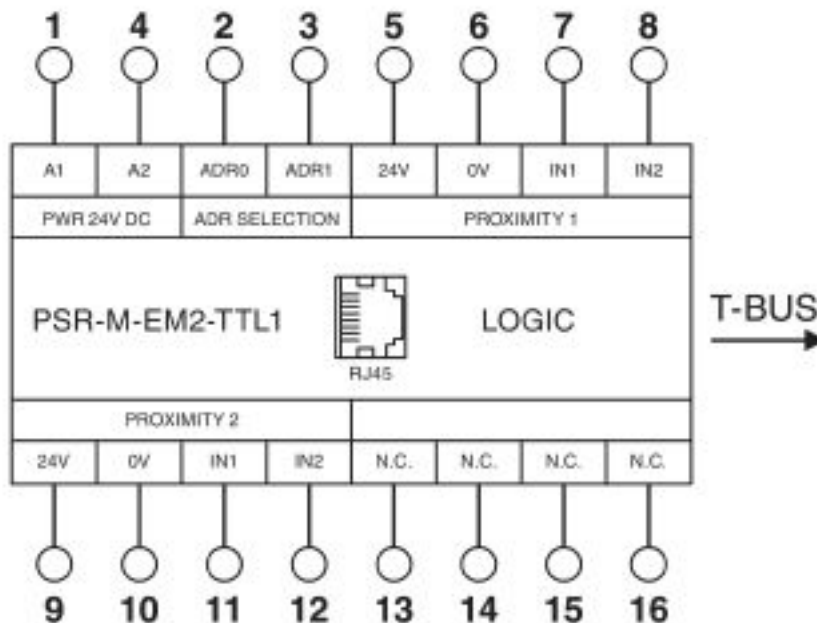 1 4 2 3 5 6 7 8
A1 A2 ADR0 ADR1 24V 0V IN1 IN2
PWR 24V DC ADR SELECTION PROXIMITY 1
PSR-M-EM2-TTL1 LOGIC
T-BUS
RJ45
PROXIMITY 2
24V 0V IN1 IN2 N.C. N.C. N.C. N.C.
9 10 11 12 13 14 15 16